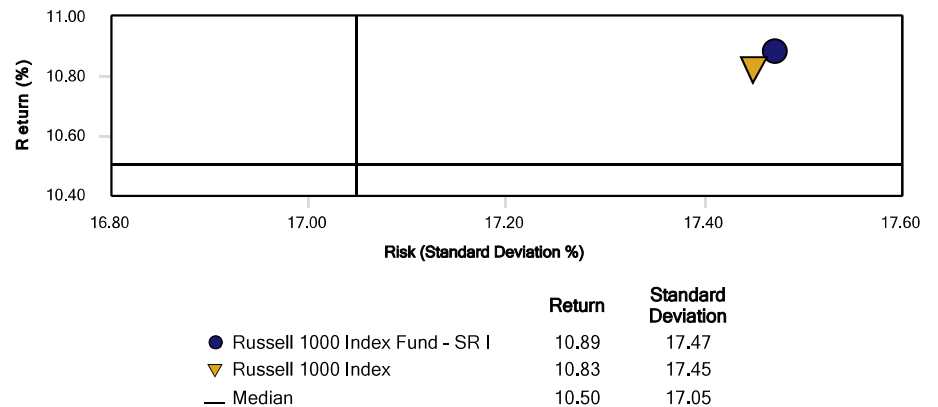 11.00
10.80
10.60
10.40
Return (%)
16.80 17.00 17.20 17.40 17.60
Risk (Standard Deviation %)
Return Standard Deviation
Russell 1000 Index Fund - SR I 10.89 17.47
Russell 1000 Index 10.83 17.45
Median 10.50 17.05